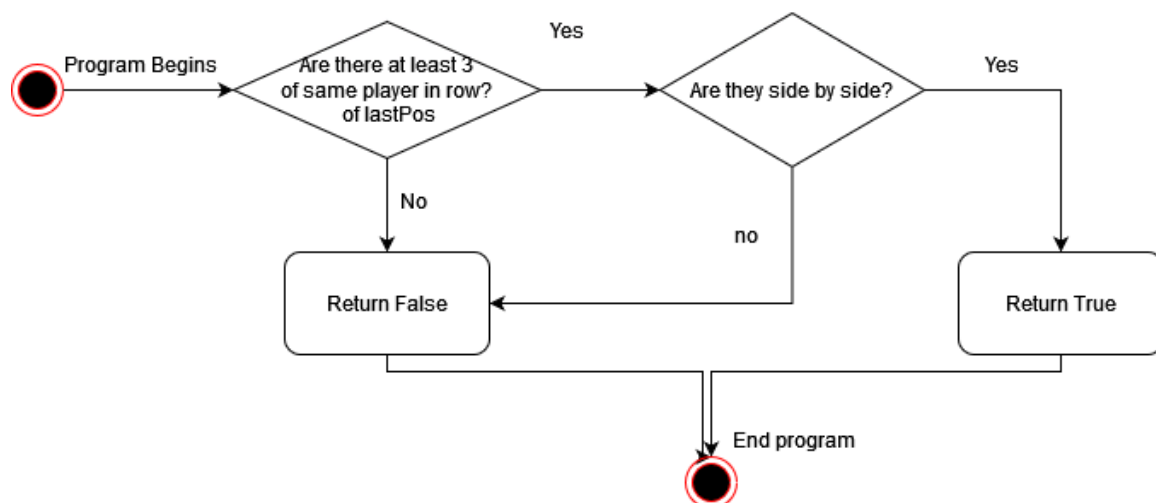 Program Begins
Are there at least 3
of same player in row?
of lastPos
Yes
Are they side by side?
Yes
No
no
Return False
Return True
End program